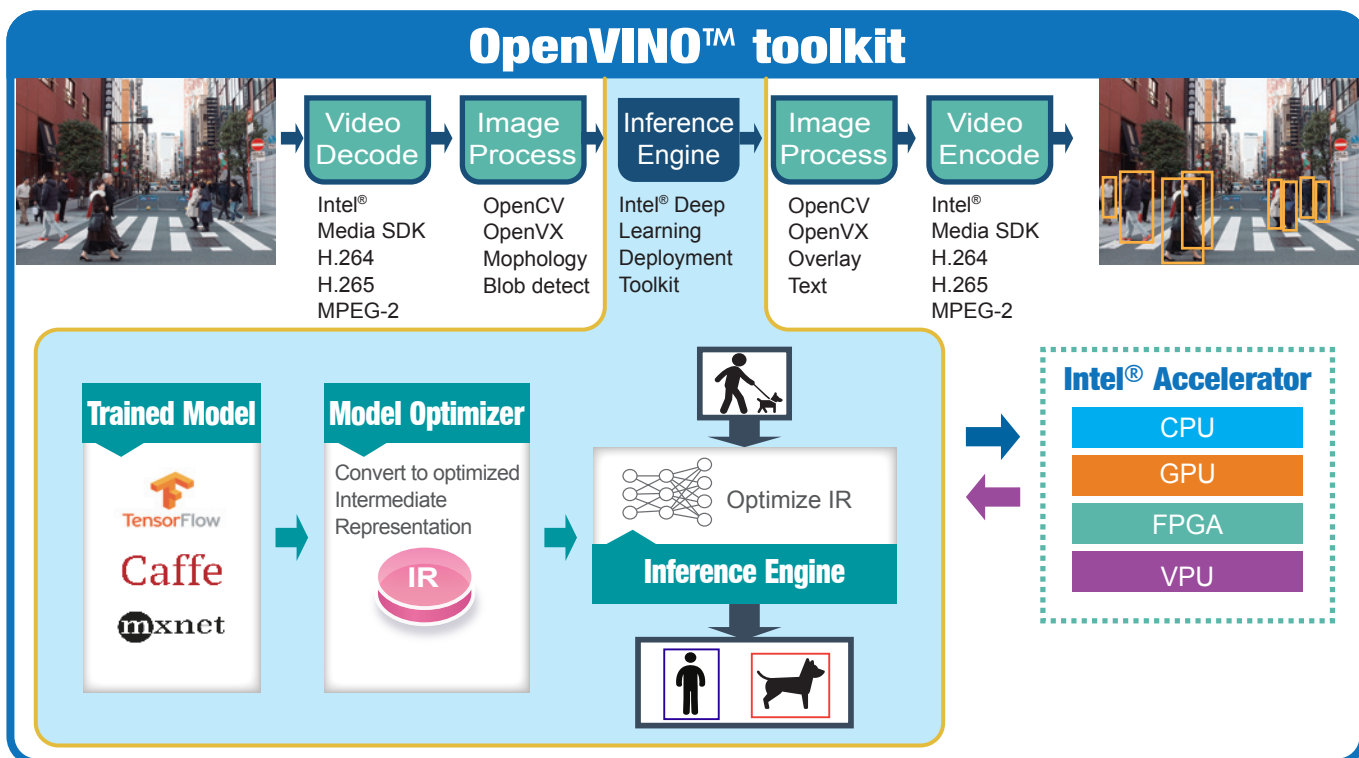 OpenVINO™ toolkit
Video
Decode
Image
Process
Inference
Engine
Image
Process
Video
Encode
Intel®
Media SDK
H.264
H.265
MPEG-2
OpenCV
OpenVX
Mophology
Blob detect
Intel® Deep
Learning
Deployment
Toolkit
OpenCV
OpenVX
Overlay
Text
Intel®
Media SDK
H.264
H.265
MPEG-2
Trained Model
TensorFlow
Caffe
mxnet
Model Optimizer
Convert to optimized
Intermediate
Representation
IR
Optimize IR
Inference Engine
Intel® Accelerator
CPU
GPU
FPGA
VPU